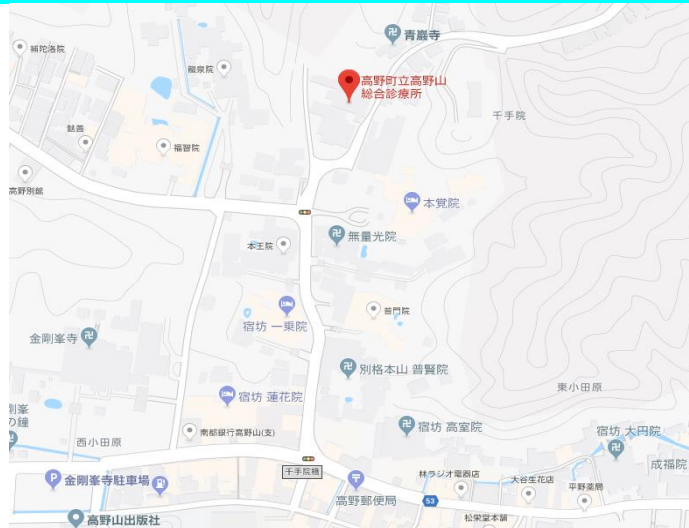 補陀洛院
龍泉院
青巌寺
高野町立高野山
総合診療所
千手院
福智院
高野別館
本覚院
本王院
無量光院
宿坊 一乗院
普門院
金剛峯寺
別格本山 普賢院
東小田原
宿坊 蓮花院
剛峯
の鐘
西小田原
南都銀行高野山(支)
宿坊 高室院
宿坊 大円院
成福院
千手院橋
金剛峯寺駐車場
高野郵便局
林ラジオ電器店
大谷生花店
平野薬局
53
松栄堂本舗
高野山出版社